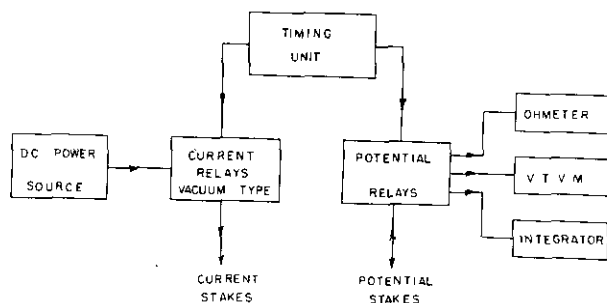 TIMING
UNIT
DC POWER
SOURCE
CURRENT
RELAYS
VACUUM TYPE
POTENTIAL
RELAYS
OHMETER
V T V M
INTEGRATOR
CURRENT
STAKES
POTENTIAL
STAKES